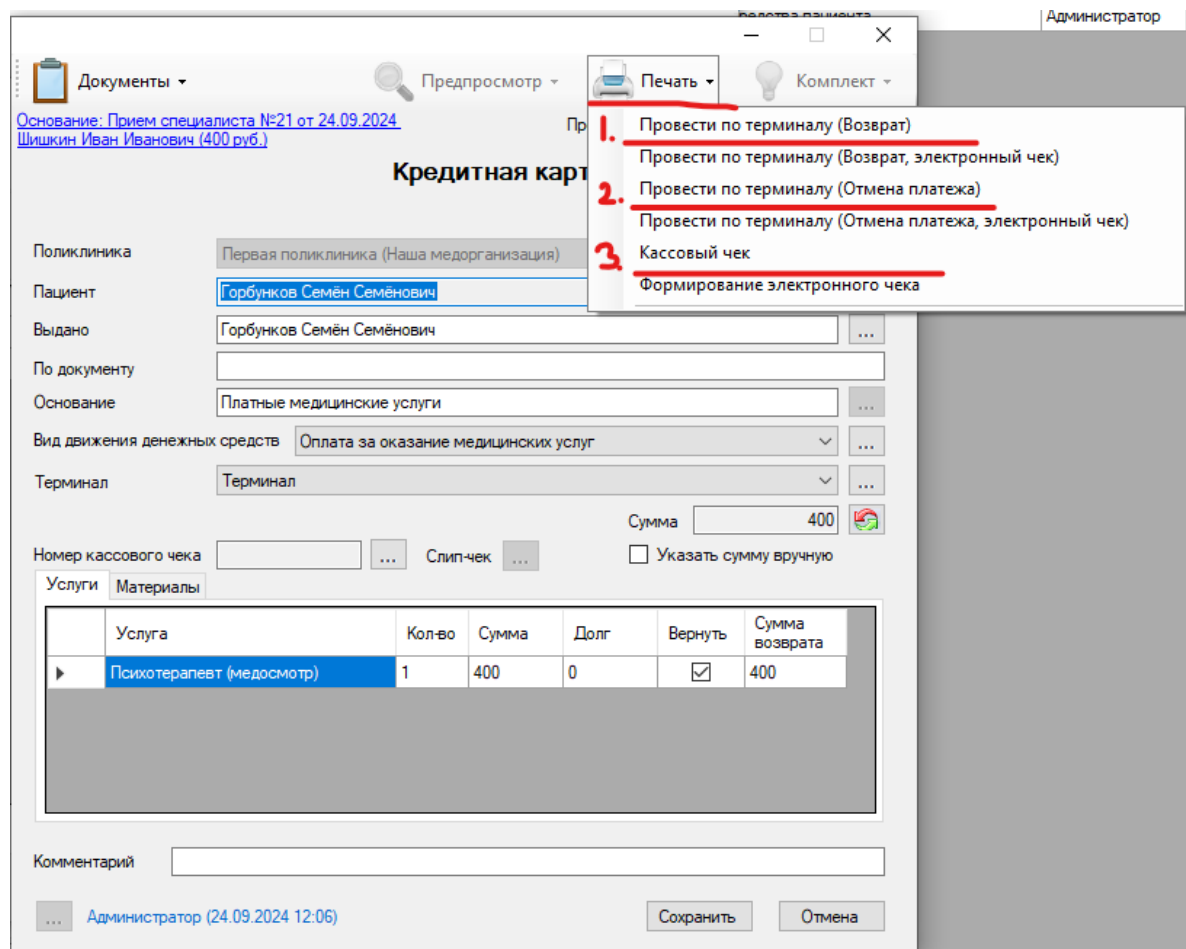 Администратор
Документы
Предпросмотр
Печать
Комплект
Основание: Прием специалиста №21 от 24.09.2024
Шишкин Иван Иванович (400 руб.)
1.
Провести по терминалу (Возврат)
Провести по терминалу (Возврат, электронный чек)
2.
Провести по терминалу (Отмена платежа)
Провести по терминалу (Отмена платежа, электронный чек)
3.
Кассовый чек
Формирование электронного чека
Кредитная карт
Поликлиника
Первая поликлиника (Наша медорганизация)
Пациент
Горбунков Семён Семёнович
Выдано
Горбунков Семён Семёнович
...
По документу
Основание
Платные медицинские услуги
...
Вид движения денежных средств
Оплата за оказание медицинских услуг
...
Терминал
Терминал
...
Сумма
400
Номер кассового чека
...
Слип-чек
...
Указать сумму вручную
Услуги
Материалы
Услуга
Кол-во
Сумма
Долг
Вернуть
Сумма
возврата
Психотерапевт (медосмотр)
1
400
0
400
Комментарий
...
Администратор (24.09.2024 12:06)
Сохранить
Отмена